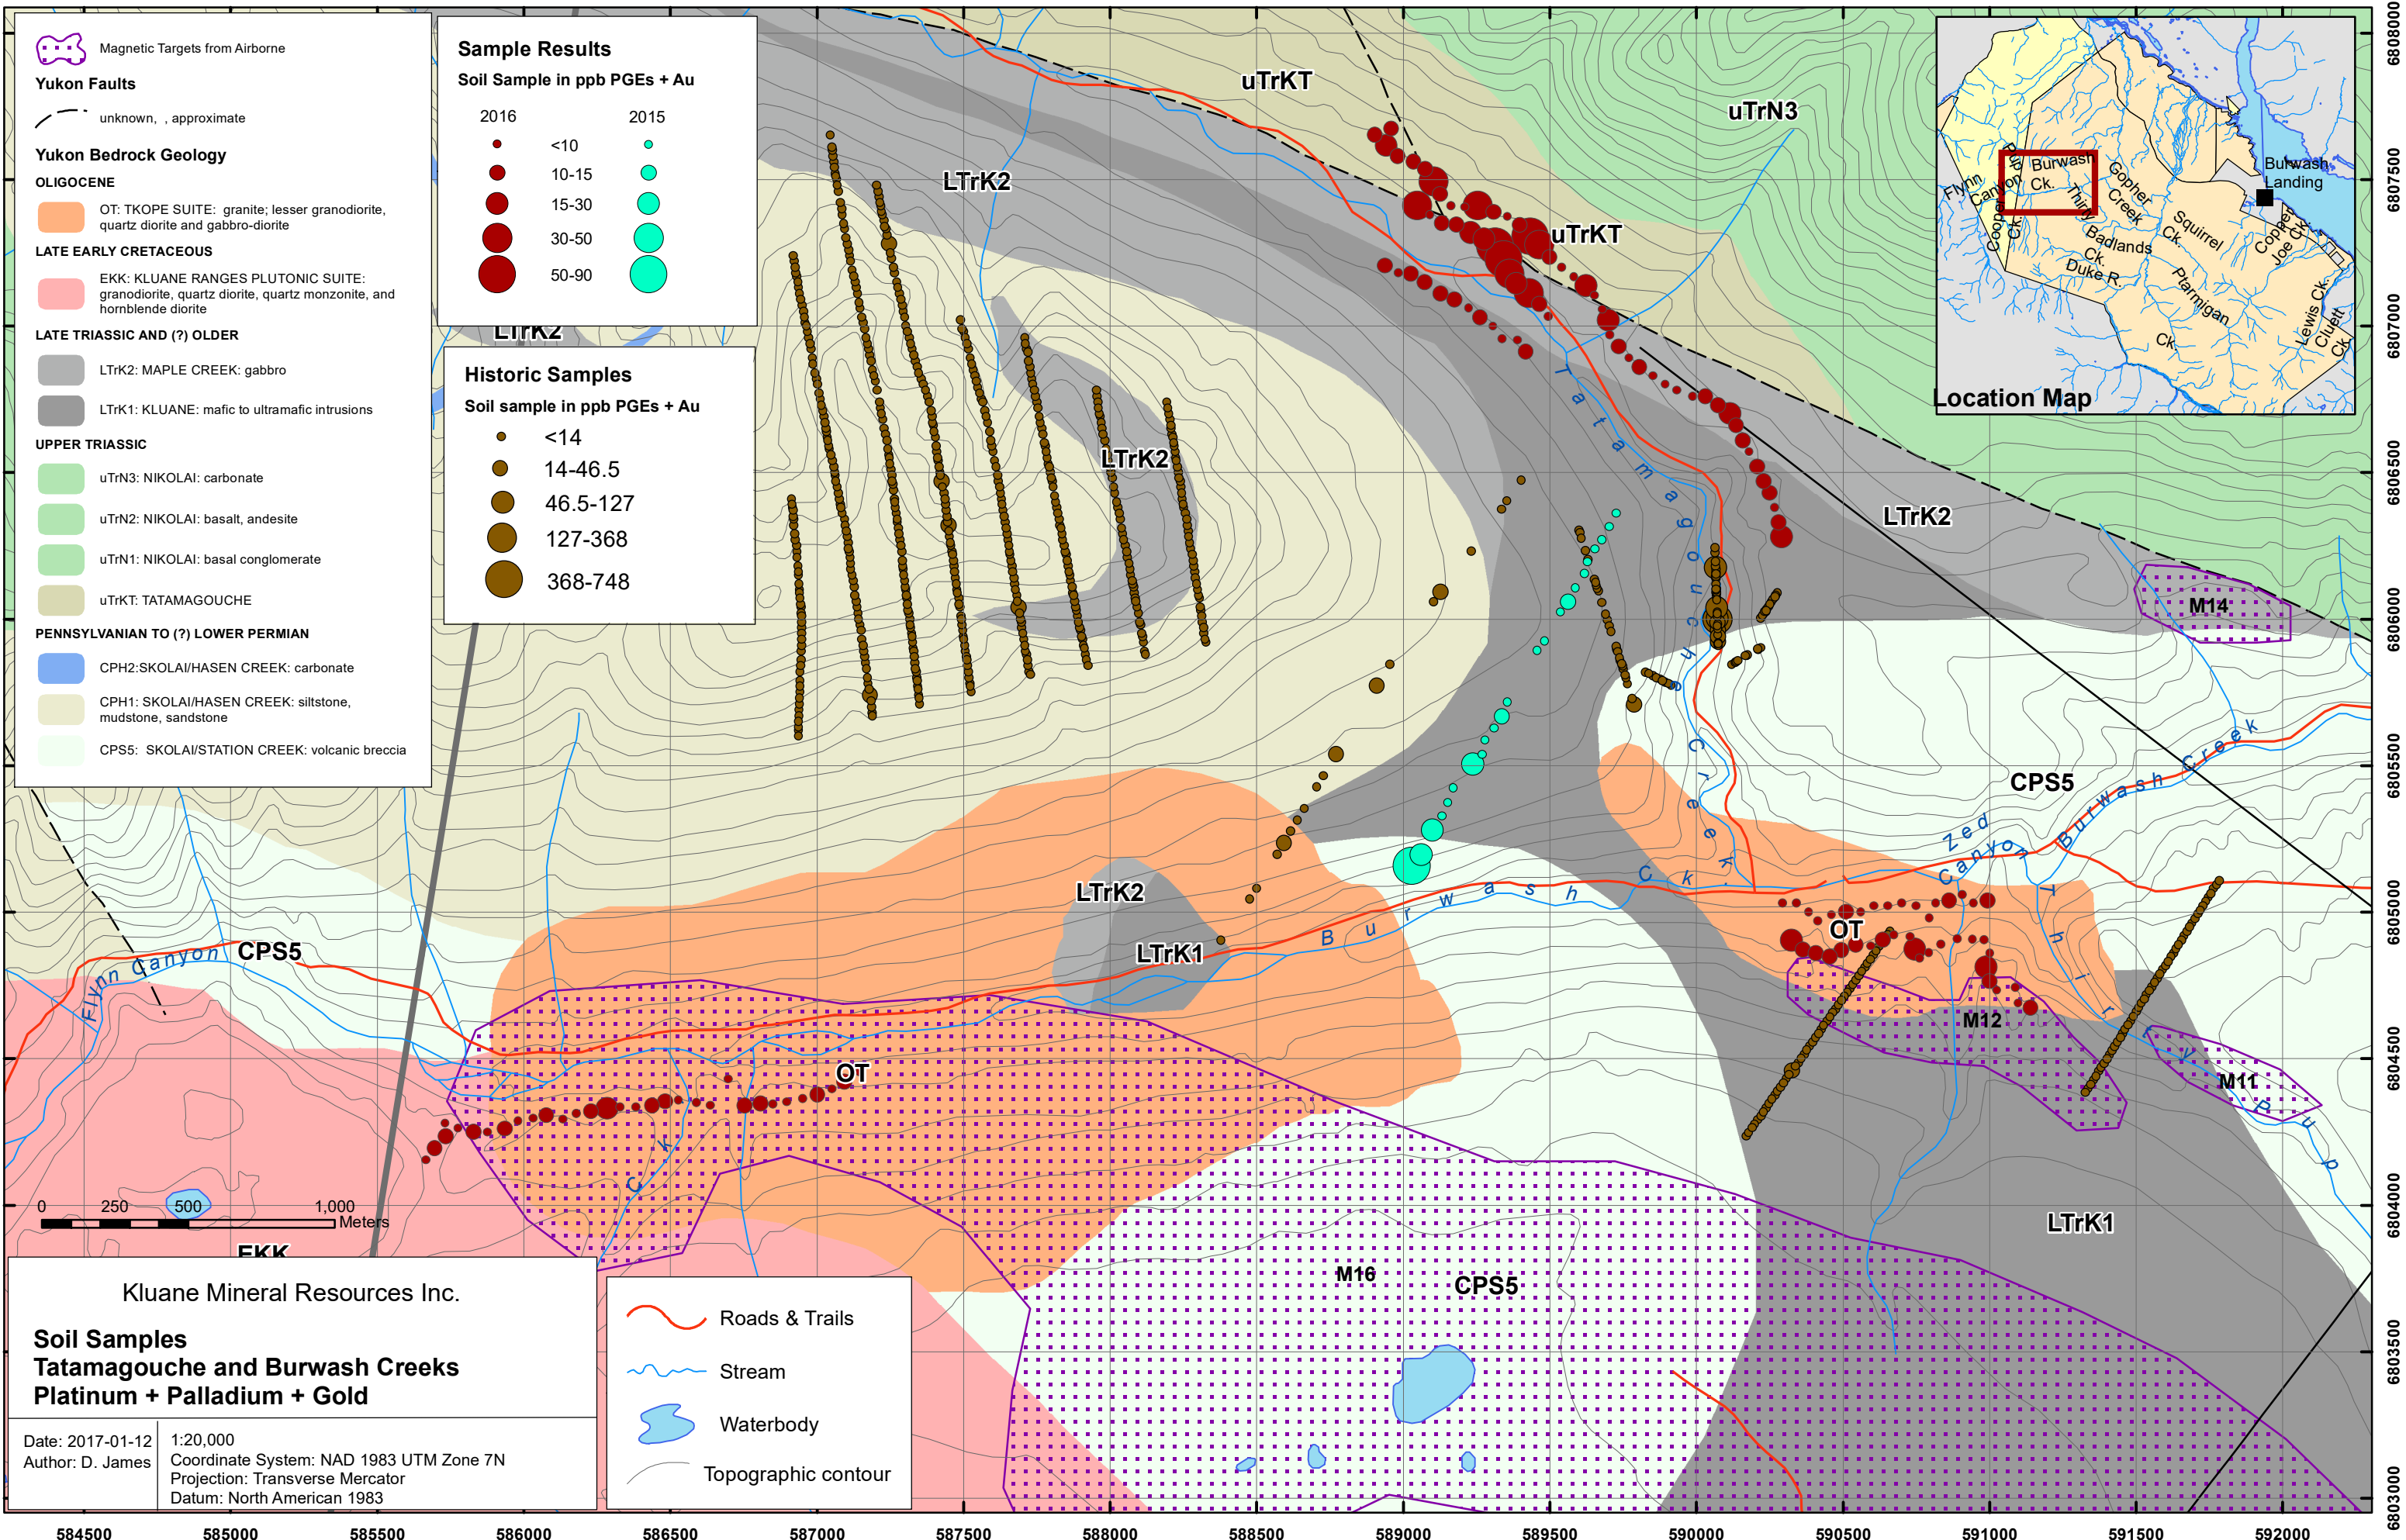 Magnetic Targets from Airborne
Yukon Faults
unknown, , approximate
Yukon Bedrock Geology
OLIGOCENE
OT: TKOPE SUITE: granite; lesser granodiorite,
quartz diorite and gabbro-diorite
LATE EARLY CRETACEOUS
EKK: KLUANE RANGES PLUTONIC SUITE:
granodiorite, quartz diorite, quartz monzonite, and
hornblende diorite
LATE TRIASSIC AND (?) OLDER
LTrK2: MAPLE CREEK: gabbro
LTrK1: KLUANE: mafic to ultramafic intrusions
UPPER TRIASSIC
uTrN3: NIKOLAI: carbonate
uTrN2: NIKOLAI: basalt, andesite
uTrN1: NIKOLAI: basal conglomerate
uTrKT: TATAMAGOUCHE
PENNSYLVANIAN TO (?) LOWER PERMIAN
CPH2:SKOLAI/HASEN CREEK: carbonate
CPH1: SKOLAI/HASEN CREEK: siltstone,
mudstone, sandstone
CPS5: SKOLAI/STATION CREEK: volcanic breccia
Sample Results
Soil Sample in ppb PGEs + Au
2016 2015
<10
10-15
15-30
30-50
50-90
LTrK2
Historic Samples
Soil sample in ppb PGEs + Au
<14
14-46.5
46.5-127
127-368
368-748
uTrKT
uTrN3
LTrK2
uTrKT
LTrK2
LTrK2
M14
CPS5
LTrK2
LTrK1
CPS5
OT
M12
M11
OT
LTrK1
M16
CPS5
EKK
Tatamagouche Creek
Burwash Ck.
Burwash Creek
Zed
Canyon
Thirty Pup
Flynn Canyon
Ck
Burwash
Ck.
Pup
Flynn
Canyon
Cooper
Ck.
Thirty
Gopher
Creek
Badlands
Ck.
Duke R.
Squirrel
Ck.
Ptarmigan
Ck.
Copper
Joe Ck.
Lewis Ck.
Cluett
Ck.
Burwash
Landing
Location Map
0 250 500 1,000
Meters
Kluane Mineral Resources Inc.
Soil Samples
Tatamagouche and Burwash Creeks
Platinum + Palladium + Gold
Date: 2017-01-12
Author: D. James
1:20,000
Coordinate System: NAD 1983 UTM Zone 7N
Projection: Transverse Mercator
Datum: North American 1983
Roads & Trails
Stream
Waterbody
Topographic contour
6808000
6807500
6807000
6806500
6806000
6805500
6805000
6804500
6804000
6803500
6803000
584500 585000 585500 586000 586500 587000 587500 588000 588500 589000 589500 590000 590500 591000 591500 592000